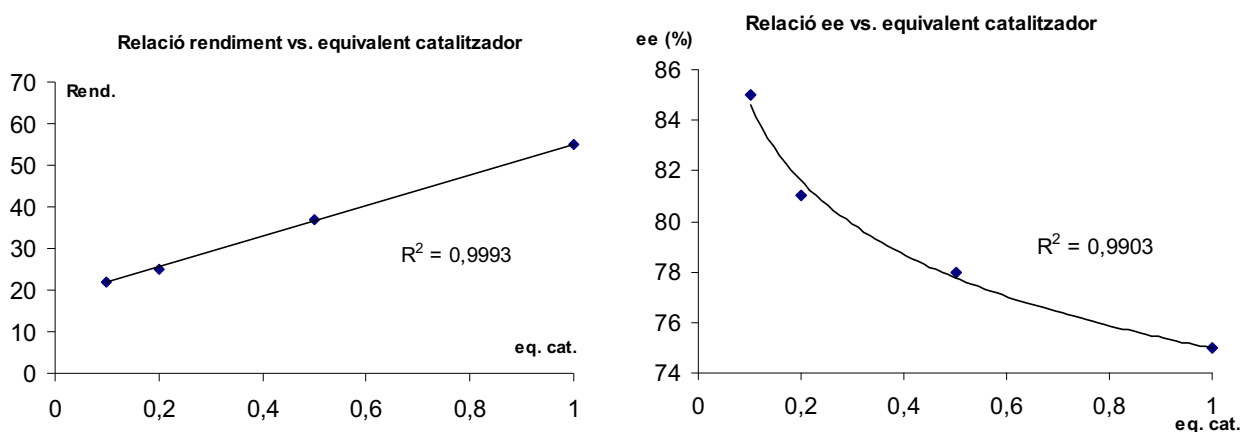 Relació rendiment vs. equivalent catalitzador
Rend.
70
60
50
40
30
20
10
0
R² = 0,9993
eq. cat.
0 0,2 0,4 0,6 0,8 1
Relació ee vs. equivalent catalitzador
ee (%)
86
84
82
80
78
76
74
R² = 0,9903
0 0,2 0,4 0,6 0,8 1
eq. cat.